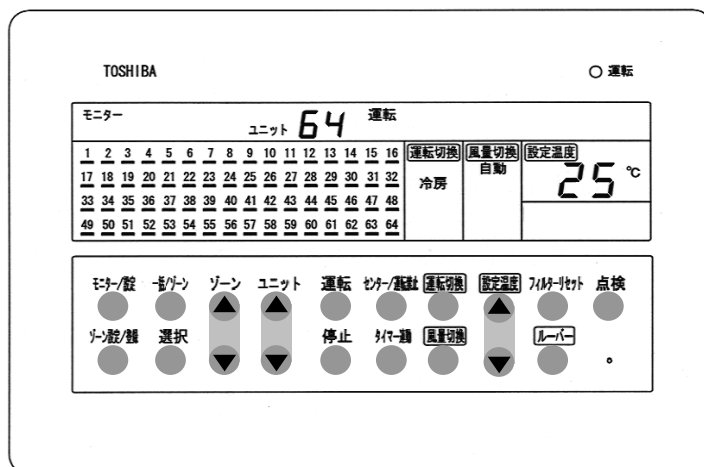 TOSHIBA
運転
モニター
ユニット 64 運転
1 2 3 4 5 6 7 8 9 10 11 12 13 14 15 16
17 18 19 20 21 22 23 24 25 26 27 28 29 30 31 32
33 34 35 36 37 38 39 40 41 42 43 44 45 46 47 48
49 50 51 52 53 54 55 56 57 58 59 60 61 62 63 64
運転切換 風量切換 設定温度
冷房 自動 25 ℃
モニター/設定 一括/ゾーン ゾーン ユニット 運転 センター/運転禁止 運転切換 設定温度 フィルターリセット 点検
ゾーン設定/登録 選択 停止 タイマー連動 風量切換 ルーバー